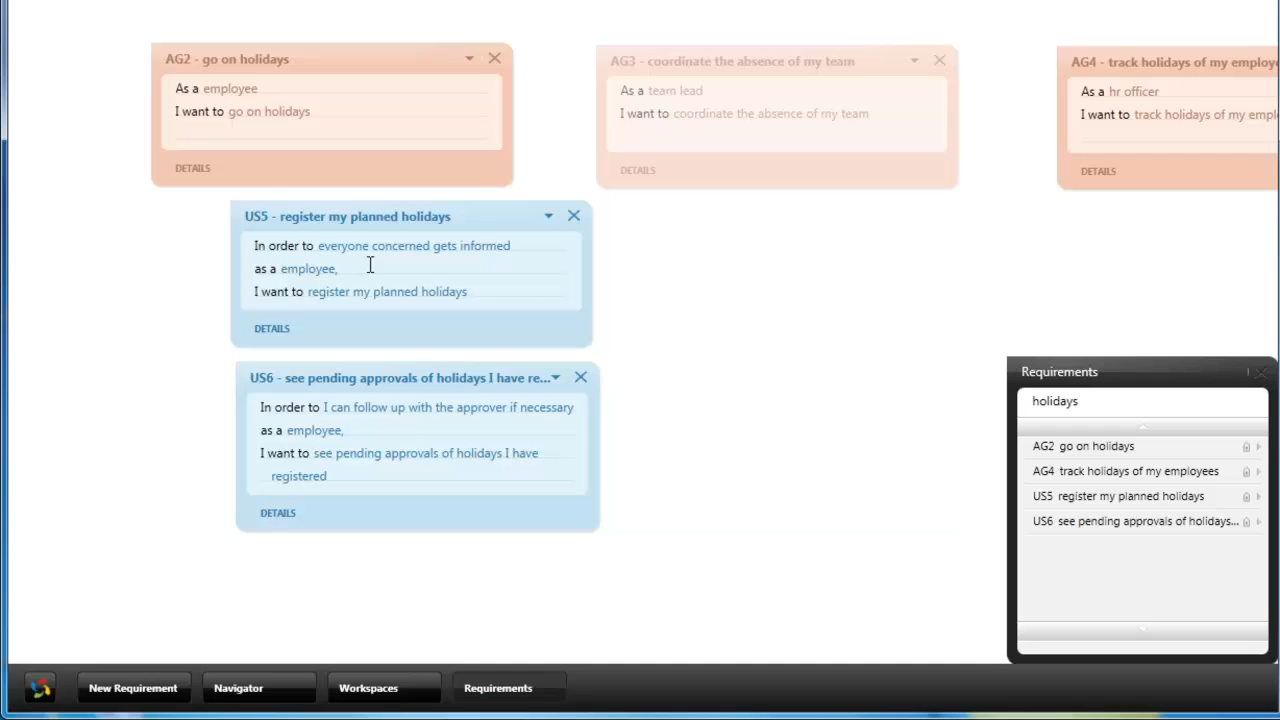 AG2 - go on holidays
As a employee
I want to go on holidays
DETAILS
AG3 - coordinate the absence of my team
As a team lead
I want to coordinate the absence of my team
DETAILS
AG4 - track holidays of my employe
As a hr officer
I want to track holidays of my empl
DETAILS
US5 - register my planned holidays
In order to everyone concerned gets informed
as a employee,
I want to register my planned holidays
DETAILS
US6 - see pending approvals of holidays I have re...
In order to I can follow up with the approver if necessary
as a employee,
I want to see pending approvals of holidays I have
registered
DETAILS
Requirements
holidays
AG2 go on holidays
AG4 track holidays of my employees
US5 register my planned holidays
US6 see pending approvals of holidays...
New Requirement
Navigator
Workspaces
Requirements